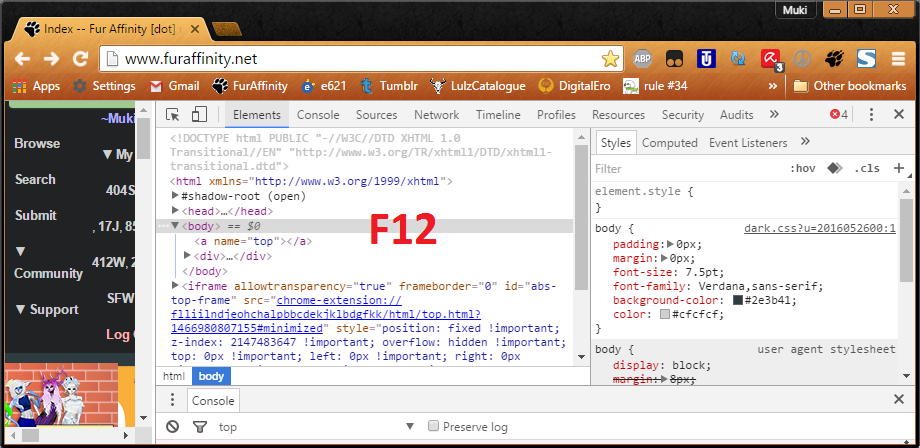 Muki
Index -- Fur Affinity [dot]
www.furaffinity.net
ABP
3
Apps Settings Gmail FurAffinity e621 Tumblr LulzCatalogue DigitalEro rule #34 » Other bookmarks
~Muki
Browse
▼ My
Search
404S
Submit
, 17J, 85
▼
Community
412W, 2
▼ Support
SFW
Log O
Elements Console Sources Network Timeline Profiles Resources Security Audits » 4
<!DOCTYPE html PUBLIC "-//W3C//DTD XHTML 1.0
Transitional//EN" "http://www.w3.org/TR/xhtml1/DTD/xhtml1-
transitional.dtd">
<html xmlns="http://www.w3.org/1999/xhtml">
▶#shadow-root (open)
▶<head>…</head>
▼<body> == $0
<a name="top"></a>
▶<div>…</div>
</body>
▶<iframe allowtransparency="true" frameborder="0" id="abs-
top-frame" src="chrome-extension://
flliilndjeohchalpbbcdekjklbdgfkk/html/top.html?
1466980807155#minimized" style="position: fixed !important;
z-index: 2147483647 !important; overflow: hidden !important;
top: 0px !important; left: 0px !important; right: 0px
F12
html body
Styles Computed Event Listeners »
Filter :hov .cls +
element.style {
}
body { dark.css?u=2016052600:1
padding:▶0px;
margin:▶0px;
font-size: 7.5pt;
font-family: Verdana,sans-serif;
background-color: #2e3b41;
color: #cfcfcf;
}
body { user agent stylesheet
display: block;
margin:▶8px;
Console
top ▼ Preserve log